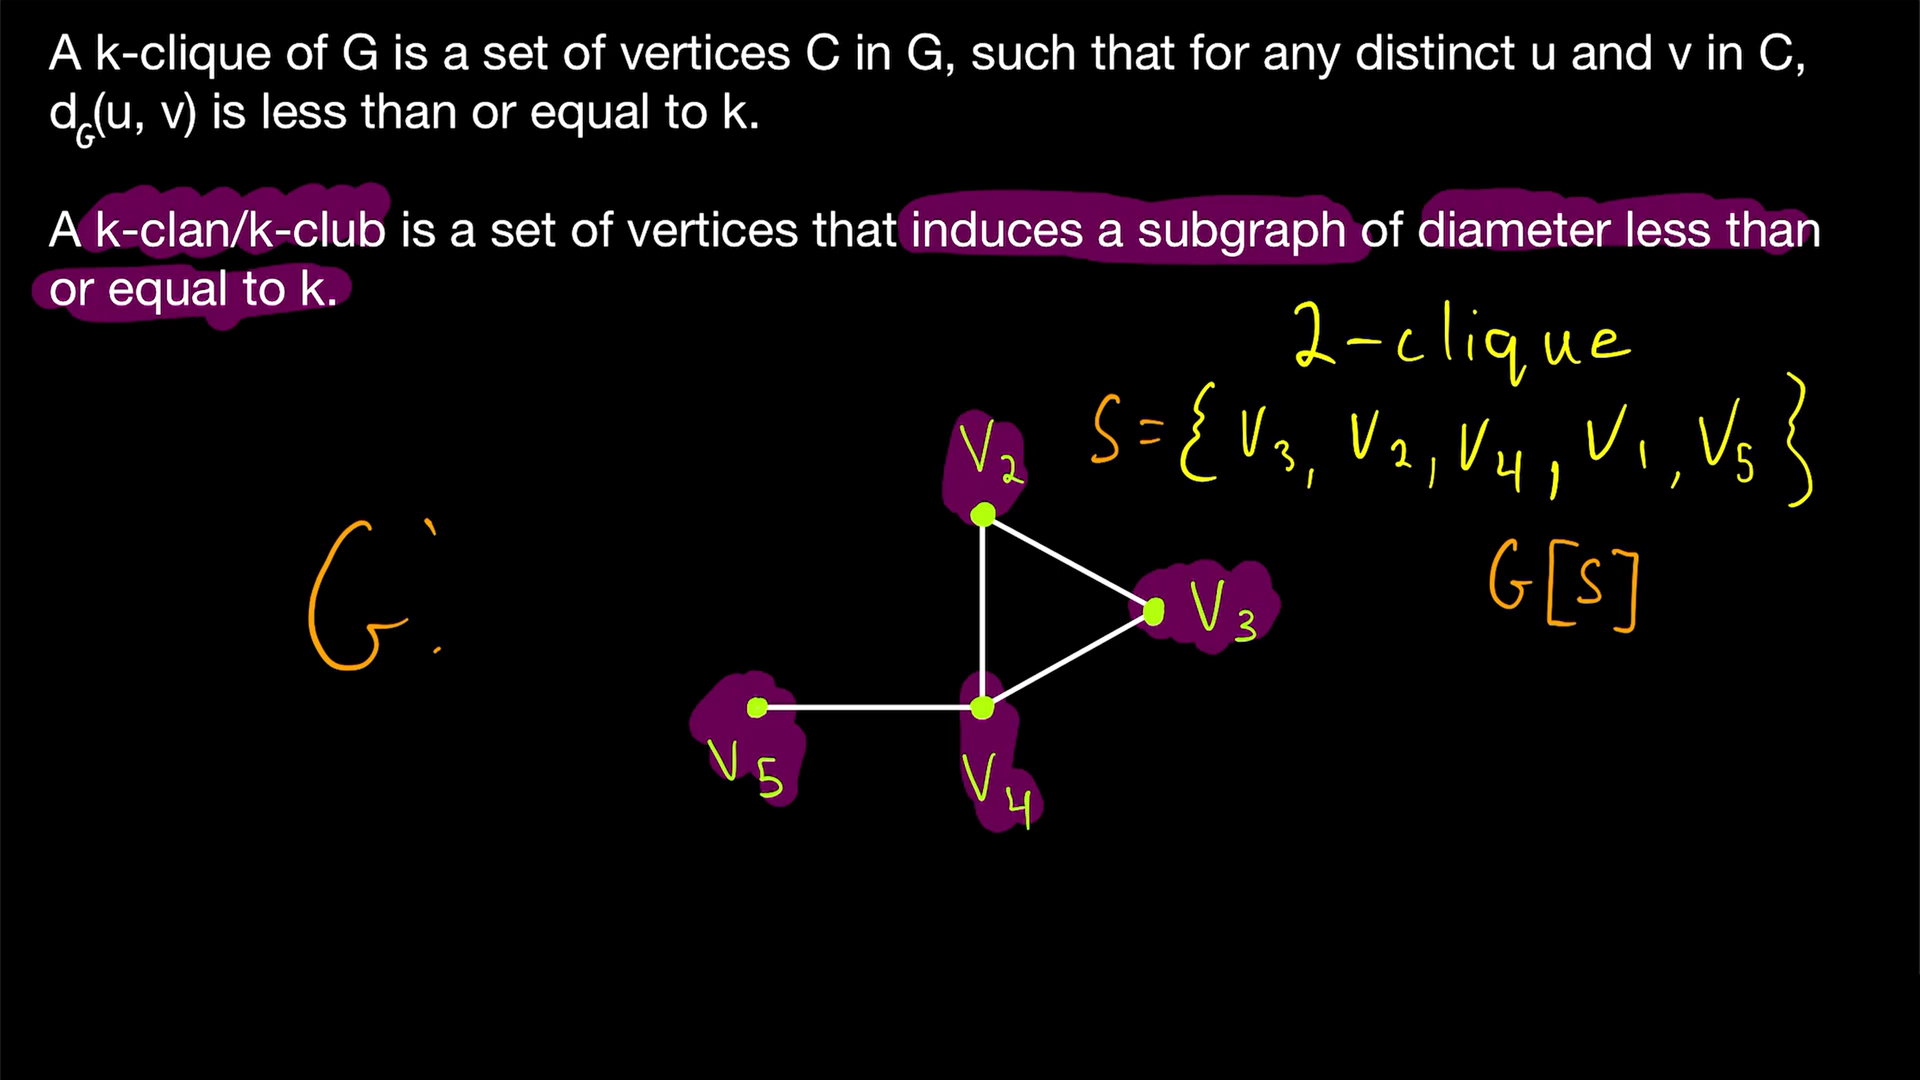 A k-clique of G is a set of vertices C in G, such that for any distinct u and v in C,
d_G(u, v) is less than or equal to k.
A k-clan/k-club is a set of vertices that induces a subgraph of diameter less than
or equal to k.
2-clique
S = { V3, V2, V4, V1, V5 }
V2
G:
G[S]
V3
V5
V4